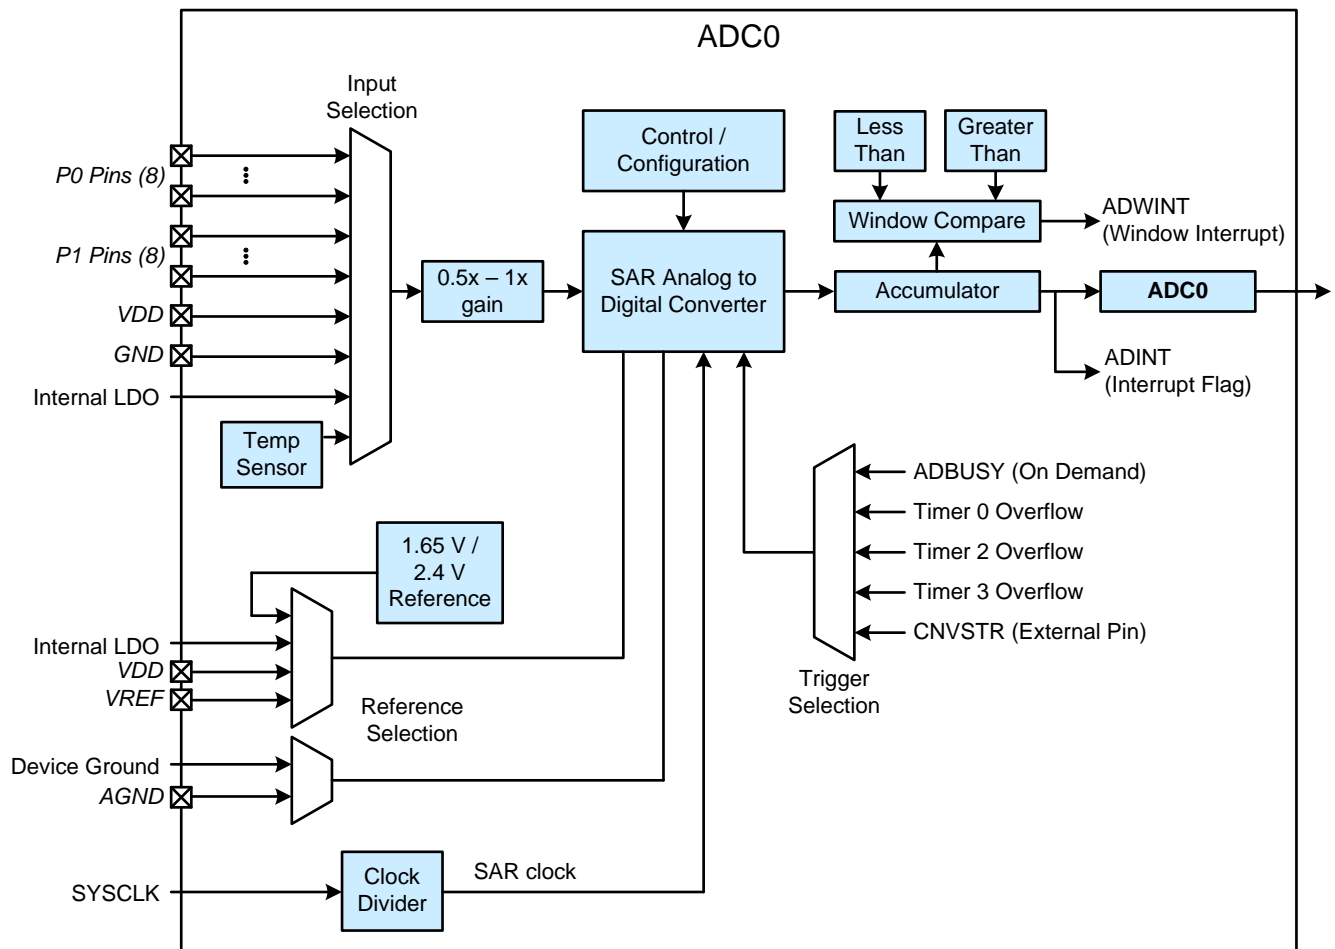 ADC0
Input
Selection
P0 Pins (8)
P1 Pins (8)
VDD
GND
Internal LDO
Temp
Sensor
0.5x – 1x
gain
Control /
Configuration
SAR Analog to
Digital Converter
Less
Than
Greater
Than
Window Compare
ADWINT
(Window Interrupt)
Accumulator
ADC0
ADINT
(Interrupt Flag)
ADBUSY (On Demand)
Timer 0 Overflow
Timer 2 Overflow
Timer 3 Overflow
CNVSTR (External Pin)
Trigger
Selection
1.65 V /
2.4 V
Reference
Internal LDO
VDD
VREF
Reference
Selection
Device Ground
AGND
SYSCLK
Clock
Divider
SAR clock